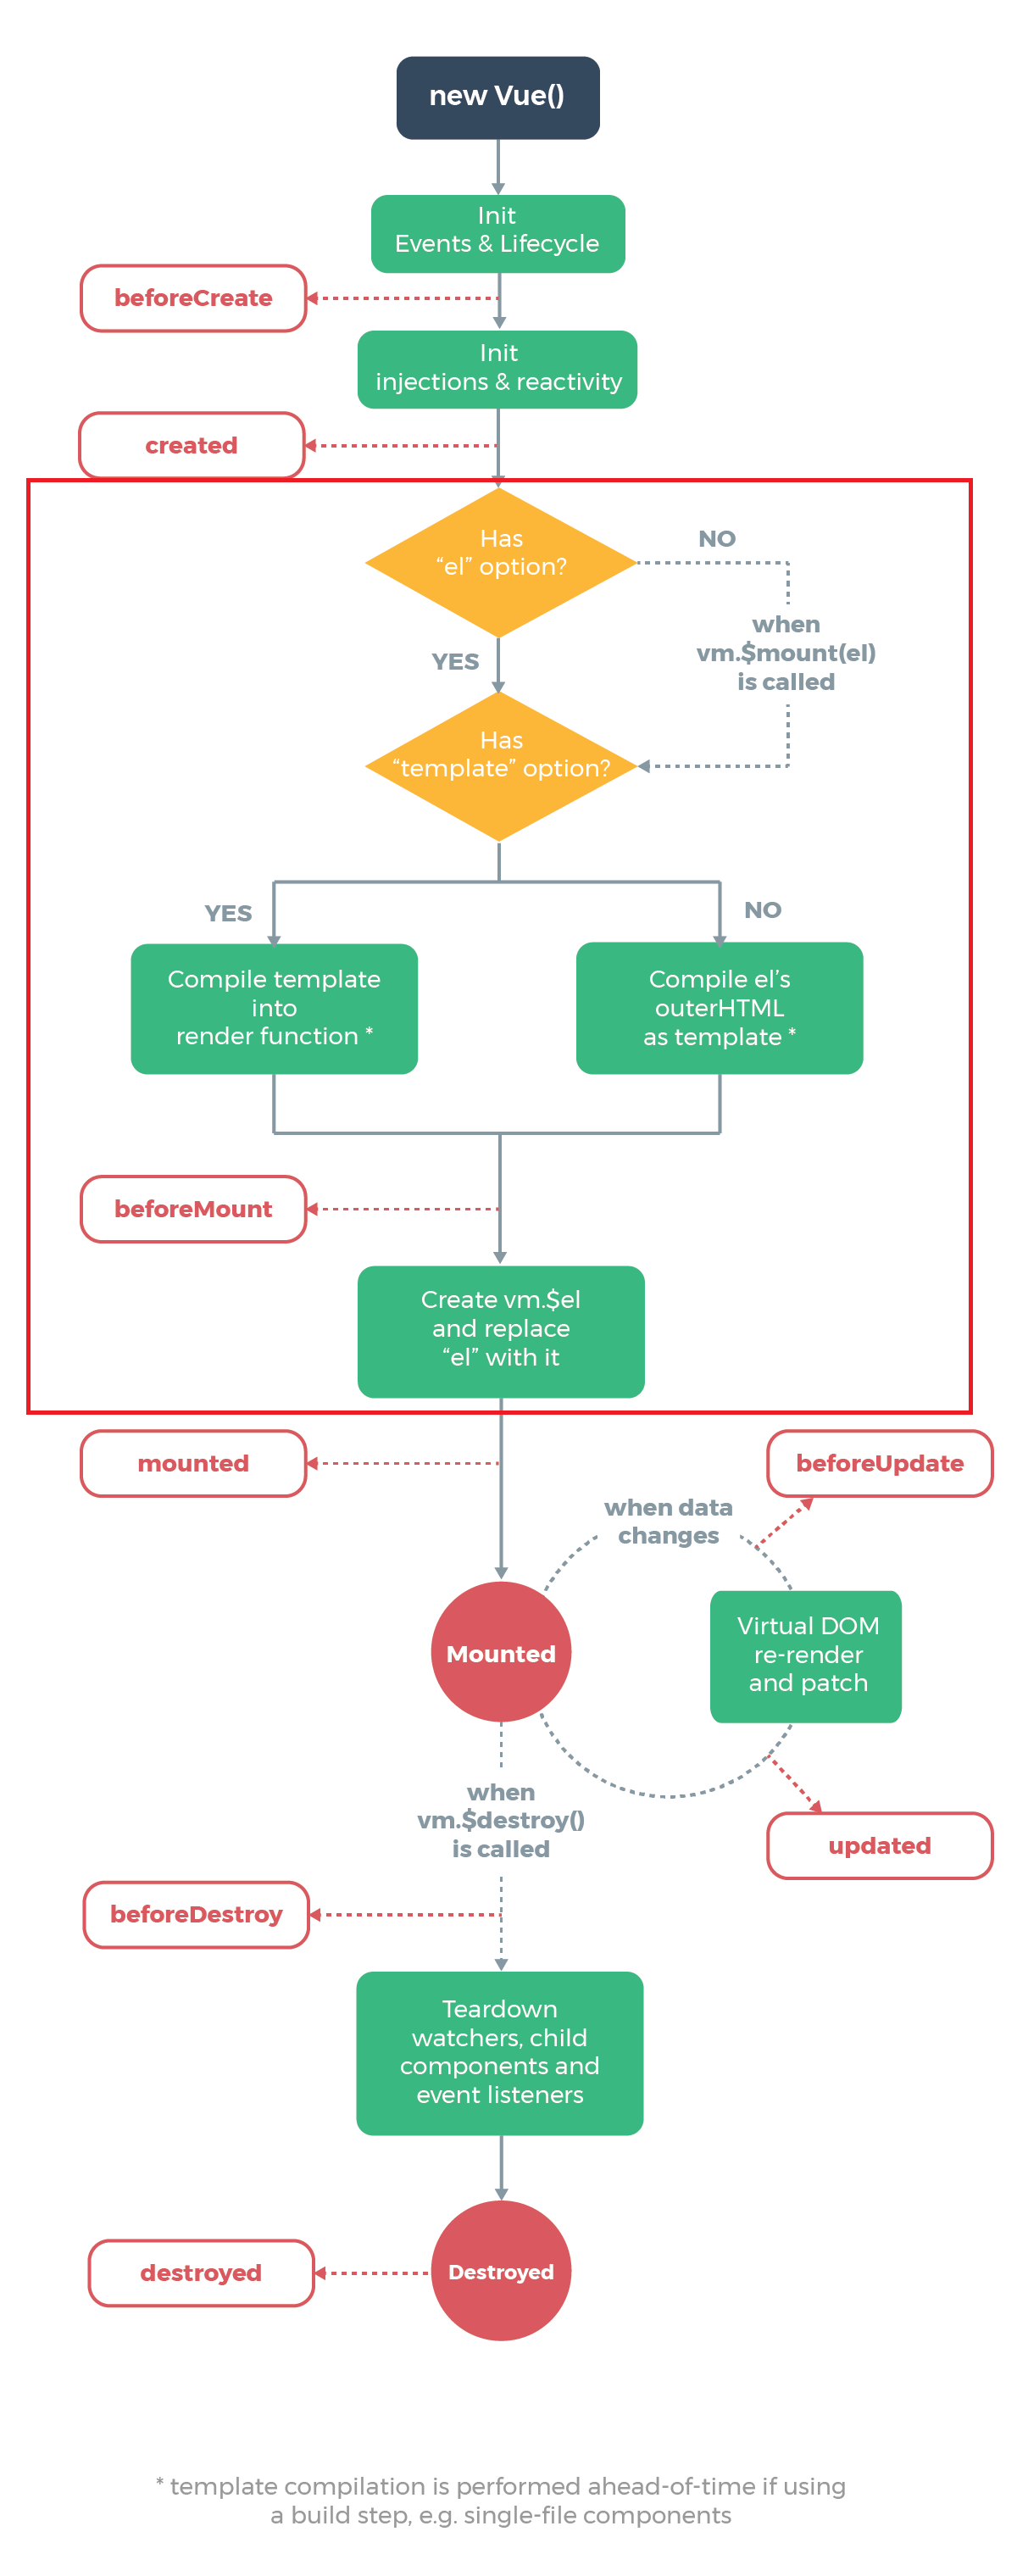 new Vue()
Init
Events & Lifecycle
beforeCreate
Init
injections & reactivity
created
Has
“el” option?
NO
when
vm.$mount(el)
is called
YES
Has
“template” option?
YES
NO
Compile template
into
render function *
Compile el’s
outerHTML
as template *
beforeMount
Create vm.$el
and replace
“el” with it
mounted
beforeUpdate
when data
changes
Mounted
Virtual DOM
re-render
and patch
when
vm.$destroy()
is called
updated
beforeDestroy
Teardown
watchers, child
components and
event listeners
destroyed
Destroyed
* template compilation is performed ahead-of-time if using
a build step, e.g. single-file components